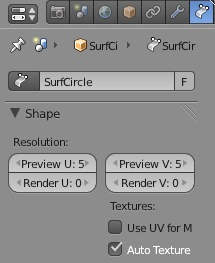 SurfCi SurfCir
SurfCircle F
Shape
Resolution:
Preview U: 5 Preview V: 5
Render U: 0 Render V: 0
Textures:
Use UV for M
Auto Texture